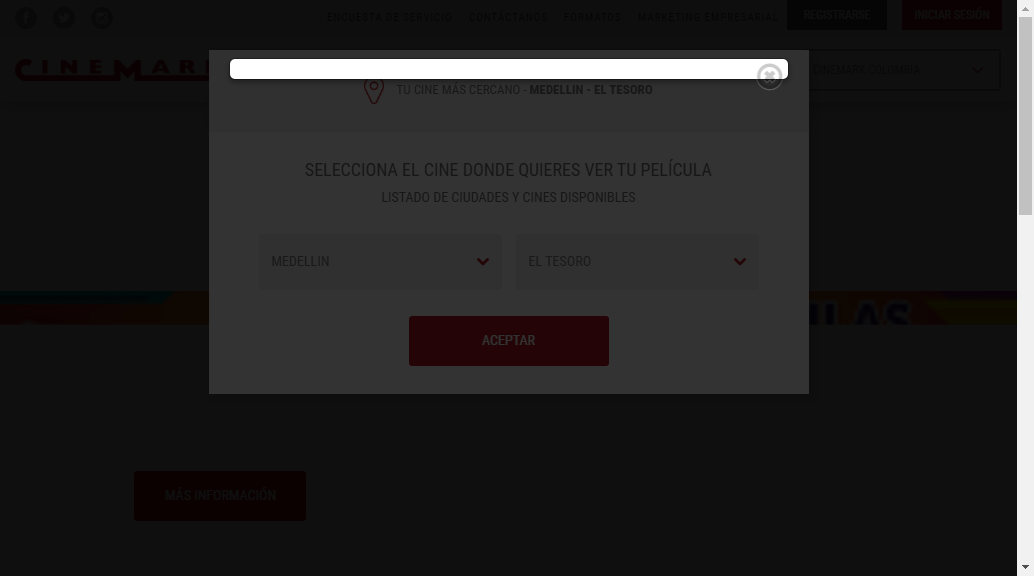 ENCUESTA DE SERVICIO CONTÁCTANOS FORMATOS MARKETING EMPRESARIAL REGISTRARSE INICIAR SESIÓN
CINEMARK COLOMBIA
TU CINE MÁS CERCANO - MEDELLIN - EL TESORO
SELECCIONA EL CINE DONDE QUIERES VER TU PELÍCULA
LISTADO DE CIUDADES Y CINES DISPONIBLES
MEDELLIN EL TESORO
ACEPTAR
MÁS INFORMACIÓN